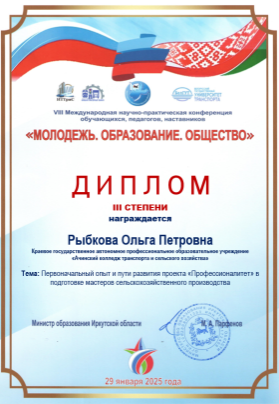 VIII Международная научно-практическая конференция
обучающихся, педагогов, наставников
«МОЛОДЕЖЬ. ОБРАЗОВАНИЕ. ОБЩЕСТВО»
ДИПЛОМ
III СТЕПЕНИ
награждается
Рыбкова Ольга Петровна
Краевое государственное автономное профессиональное образовательное учреждение
«Ачинский колледж транспорта и сельского хозяйства»
Тема: Первоначальный опыт и пути развития проекта «Профессионалитет» в
подготовке мастеров сельскохозяйственного производства
Министр образования Иркутской области
М. А. Парфенов
29 января 2025 года